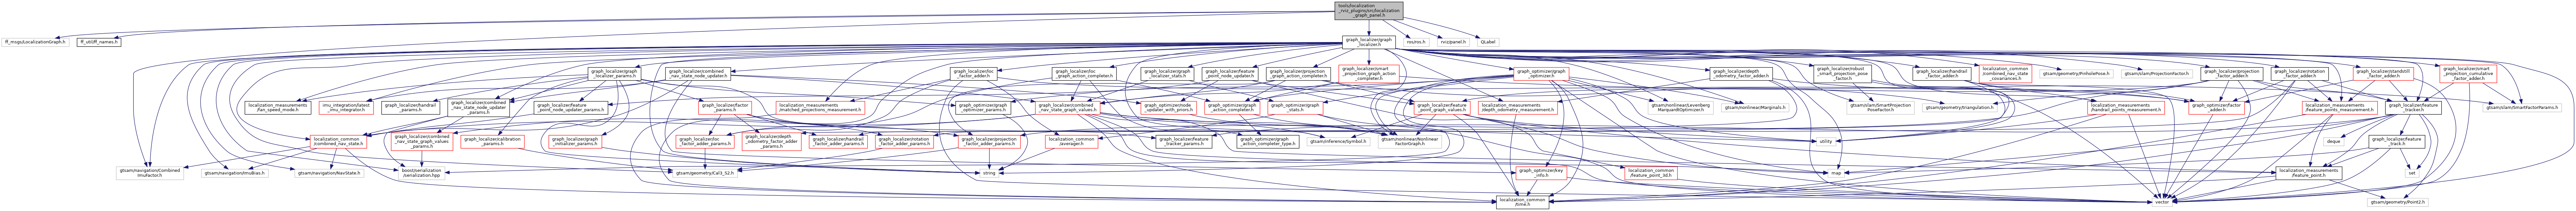 tools/localization
_rviz_plugins/src/localization
_graph_panel.h
ff_msgs/LocalizationGraph.h
ff_util/ff_names.h
graph_localizer/graph
_localizer.h
ros/ros.h
rviz/panel.h
QLabel
graph_localizer/graph
_localizer_params.h
graph_localizer/combined
_nav_state_node_updater.h
graph_localizer/loc
_factor_adder.h
graph_localizer/loc
_graph_action_completer.h
graph_localizer/graph
_localizer_stats.h
graph_localizer/feature
_point_node_updater.h
graph_localizer/projection
_graph_action_completer.h
graph_localizer/smart
_projection_graph_action
_completer.h
graph_optimizer/graph
_optimizer.h
graph_localizer/depth
_odometry_factor_adder.h
graph_localizer/robust
_smart_projection_pose
_factor.h
graph_localizer/handrail
_factor_adder.h
localization_common
/combined_nav_state
_covariances.h
gtsam/geometry/PinholePose.h
gtsam/slam/ProjectionFactor.h
graph_localizer/projection
_factor_adder.h
graph_localizer/rotation
_factor_adder.h
graph_localizer/standstill
_factor_adder.h
graph_localizer/smart
_projection_cumulative
_factor_adder.h
localization_measurements
/fan_speed_mode.h
imu_integration/latest
_imu_integrator.h
graph_localizer/handrail
_params.h
graph_localizer/combined
_nav_state_node_updater
_params.h
graph_localizer/feature
_point_node_updater_params.h
graph_localizer/factor
_params.h
localization_measurements
/matched_projections_measurement.h
graph_optimizer/graph
_optimizer_params.h
graph_localizer/combined
_nav_state_graph_values.h
graph_optimizer/node
_updater_with_priors.h
graph_optimizer/graph
_action_completer.h
graph_optimizer/graph
_stats.h
graph_localizer/feature
_point_graph_values.h
localization_measurements
/depth_odometry_measurement.h
gtsam/nonlinear/Levenberg
MarquardtOptimizer.h
gtsam/nonlinear/Marginals.h
gtsam/slam/SmartProjection
PoseFactor.h
gtsam/geometry/triangulation.h
localization_measurements
/handrail_points_measurement.h
graph_optimizer/factor
_adder.h
localization_measurements
/feature_points_measurement.h
graph_localizer/feature
_tracker.h
gtsam/slam/SmartFactorParams.h
localization_common
/combined_nav_state.h
graph_localizer/combined
_nav_state_graph_values
_params.h
graph_localizer/calibration
_params.h
graph_localizer/graph
_initializer_params.h
graph_localizer/loc
_factor_adder_params.h
graph_localizer/depth
_odometry_factor_adder
_params.h
graph_localizer/handrail
_factor_adder_params.h
graph_localizer/rotation
_factor_adder_params.h
graph_localizer/projection
_factor_adder_params.h
localization_common
/averager.h
graph_localizer/feature
_tracker_params.h
graph_optimizer/graph
_action_completer_type.h
gtsam/inference/Symbol.h
gtsam/nonlinear/Nonlinear
FactorGraph.h
utility
deque
graph_localizer/feature
_track.h
gtsam/navigation/Combined
ImuFactor.h
gtsam/navigation/ImuBias.h
gtsam/navigation/NavState.h
boost/serialization
/serialization.hpp
gtsam/geometry/Cal3_S2.h
string
graph_optimizer/key
_info.h
localization_common
/feature_point_3d.h
map
localization_measurements
/feature_point.h
set
localization_common
/time.h
vector
gtsam/geometry/Point2.h